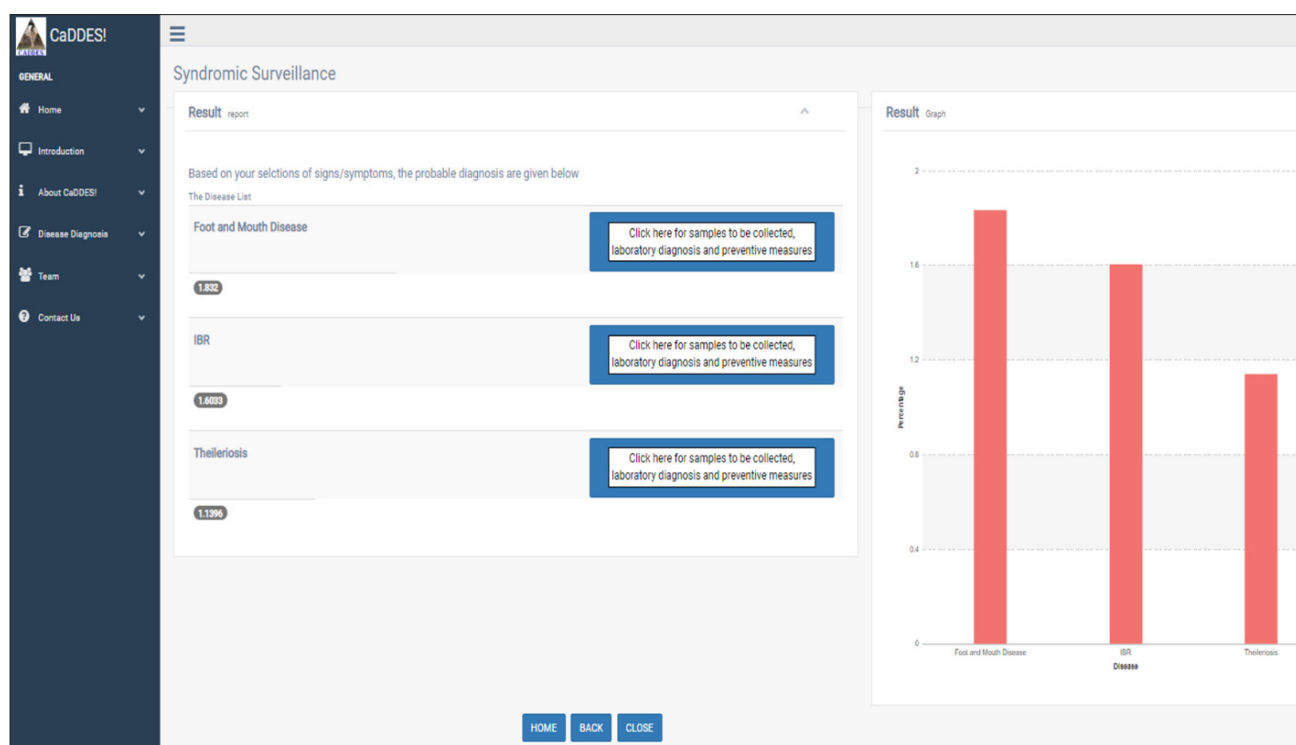 CaDDES!
CADDES
GENERAL
Home
Introduction
About CaDDES!
Disease Diagnosis
Team
Contact Us
Syndromic Surveillance
Result report
Based on your selctions of signs/symptoms, the probable diagnosis are given below
The Disease List
Foot and Mouth Disease
Click here for samples to be collected,
laboratory diagnosis and preventive measures
1.832
IBR
Click here for samples to be collected,
laboratory diagnosis and preventive measures
1.6033
Theileriosis
Click here for samples to be collected,
laboratory diagnosis and preventive measures
1.1396
Result Graph
2
1.6
1.2
0.8
0.4
0
Percentage
Foot and Mouth Disease
IBR
Theileriosis
Disease
HOME
BACK
CLOSE